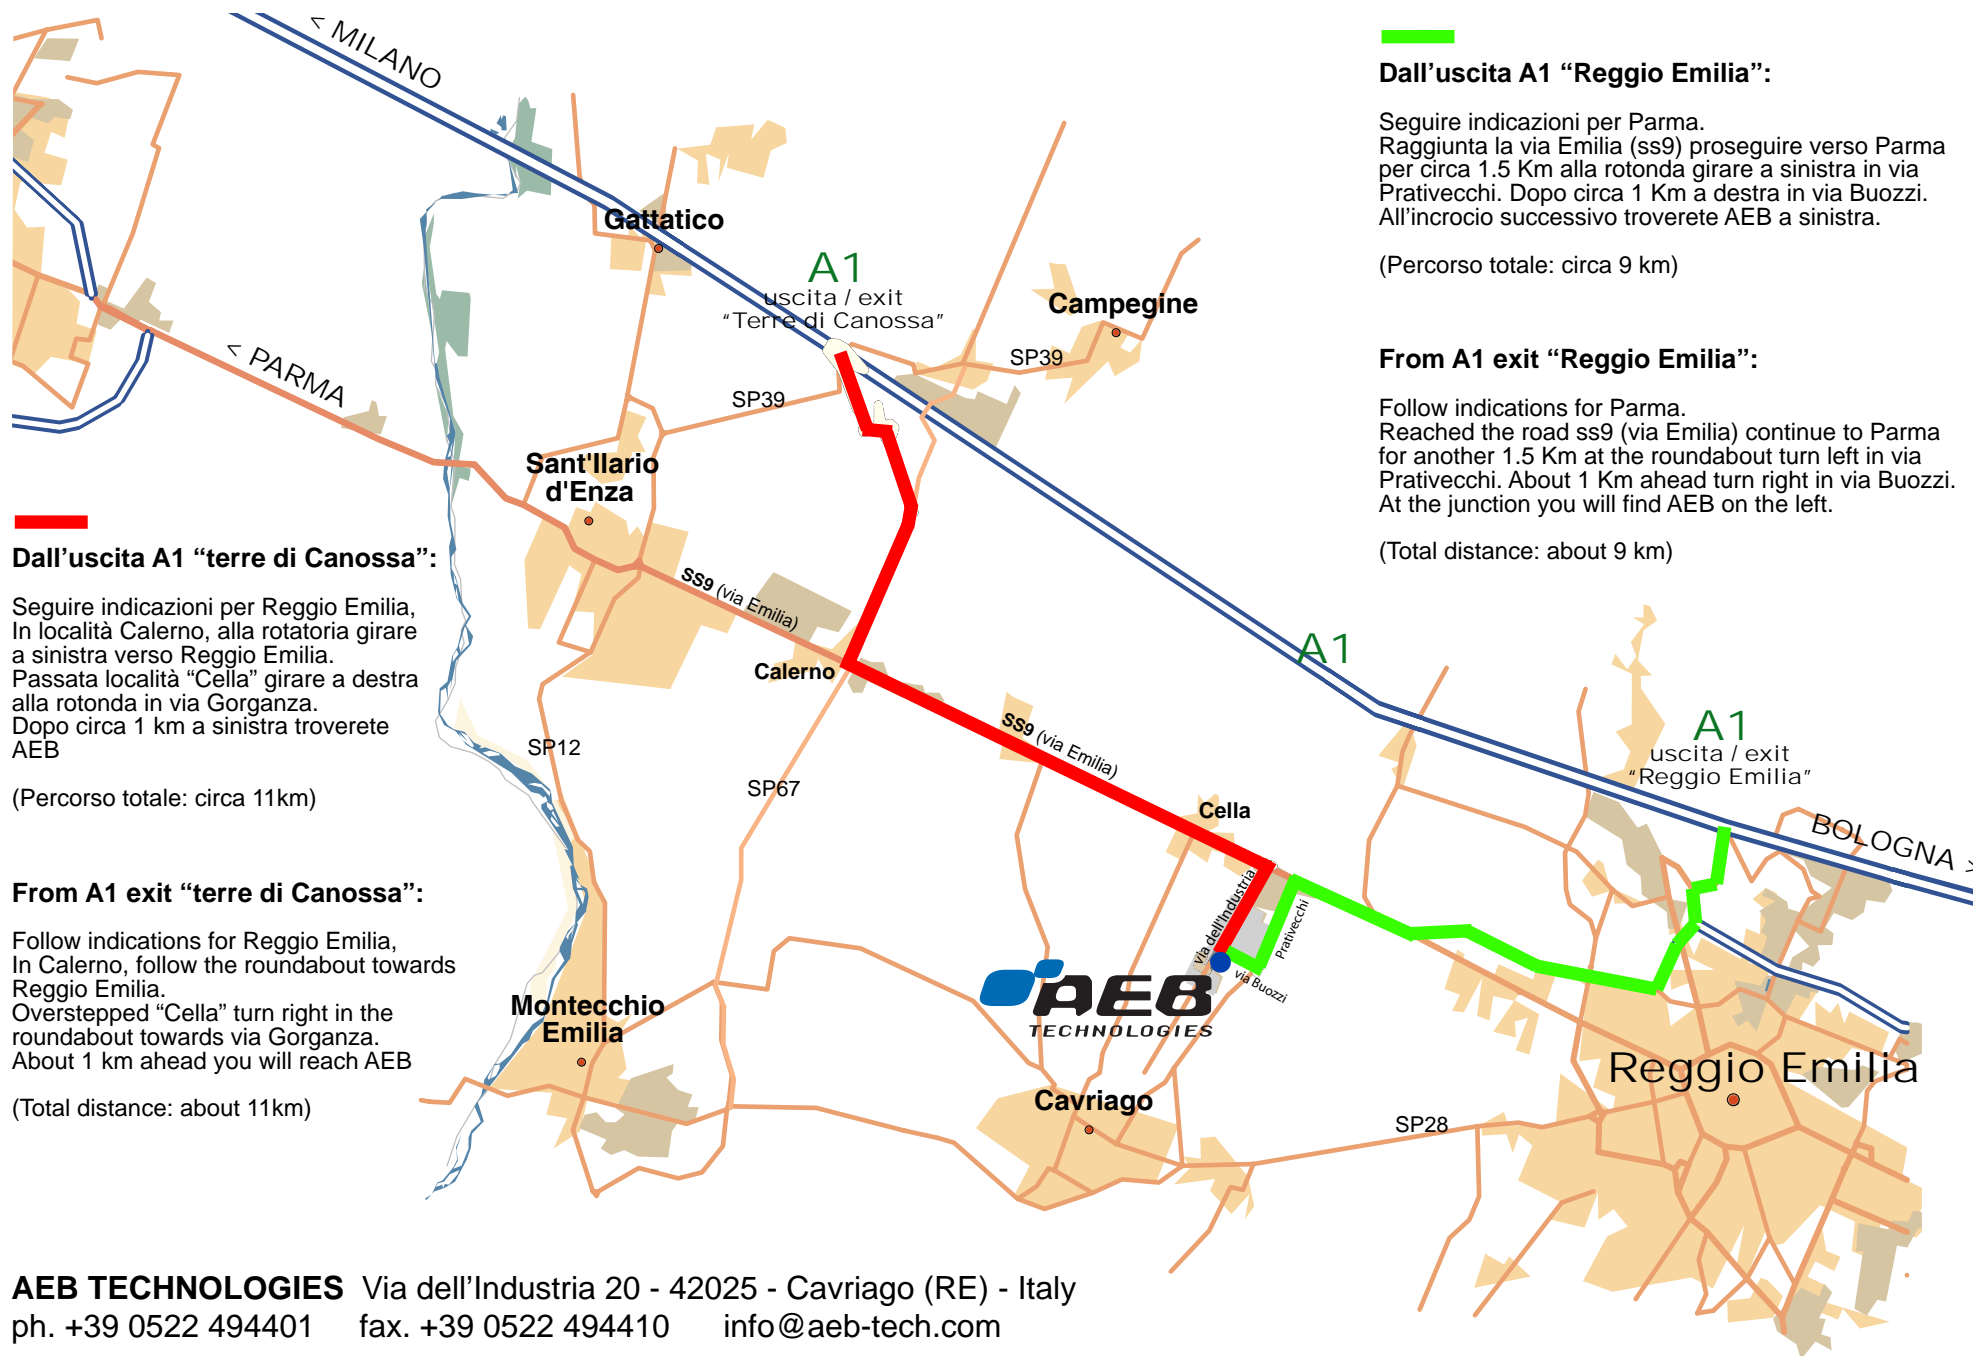 < MILANO
Dall’uscita A1 “Reggio Emilia”:
Seguire indicazioni per Parma.
Raggiunta la via Emilia (ss9) proseguire verso Parma
per circa 1.5 Km alla rotonda girare a sinistra in via
Prativecchi. Dopo circa 1 Km a destra in via Buozzi.
All’incrocio successivo troverete AEB a sinistra.
(Percorso totale: circa 9 km)
From A1 exit “Reggio Emilia”:
Follow indications for Parma.
Reached the road ss9 (via Emilia) continue to Parma
for another 1.5 Km at the roundabout turn left in via
Prativecchi. About 1 Km ahead turn right in via Buozzi.
At the junction you will find AEB on the left.
(Total distance: about 9 km)
Gattatico
A1
uscita / exit
“Terre di Canossa”
Campegine
SP39
< PARMA
SP39
Sant'Ilario
d'Enza
Dall’uscita A1 “terre di Canossa”:
Seguire indicazioni per Reggio Emilia,
In località Calerno, alla rotatoria girare
a sinistra verso Reggio Emilia.
Passata località “Cella” girare a destra
alla rotonda in via Gorganza.
Dopo circa 1 km a sinistra troverete
AEB
(Percorso totale: circa 11km)
From A1 exit “terre di Canossa”:
Follow indications for Reggio Emilia,
In Calerno, follow the roundabout towards
Reggio Emilia.
Overstepped “Cella” turn right in the
roundabout towards via Gorganza.
About 1 km ahead you will reach AEB
(Total distance: about 11km)
SS9 (via Emilia)
Calerno
A1
SS9 (via Emilia)
SP12
SP67
A1
uscita / exit
“Reggio Emilia”
Cella
BOLOGNA >
via dell'Industria
Prativecchi
via Buozzi
AEB
TECHNOLOGIES
Montecchio
Emilia
Reggio Emilia
Cavriago
SP28
AEB TECHNOLOGIES Via dell’Industria 20 - 42025 - Cavriago (RE) - Italy
ph. +39 0522 494401 fax. +39 0522 494410 info@aeb-tech.com